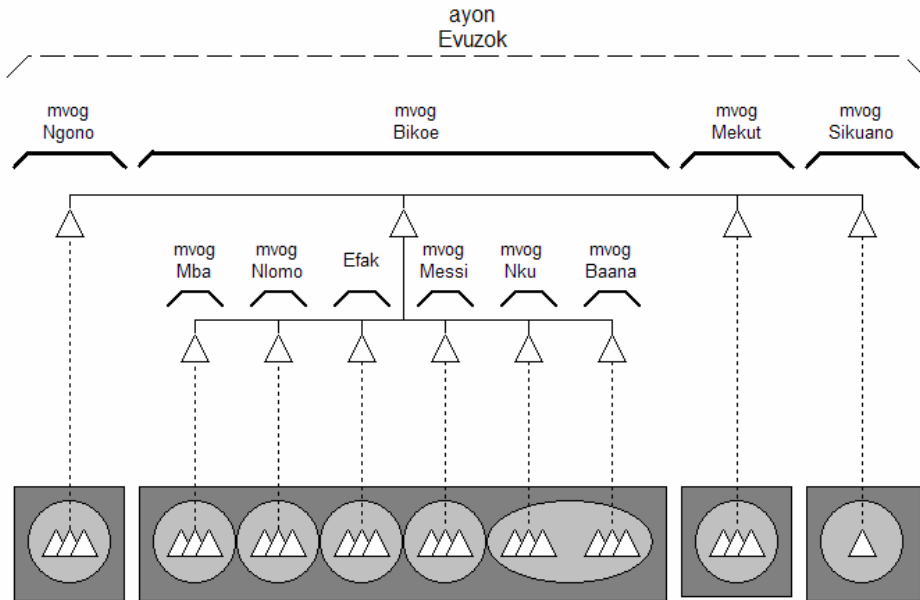 ayon
Evuzok
mvog
Ngono
mvog
Bikoe
mvog
Mekut
mvog
Sikuano
mvog
Mba
mvog
Nlomo
Efak
mvog
Messi
mvog
Nku
mvog
Baana